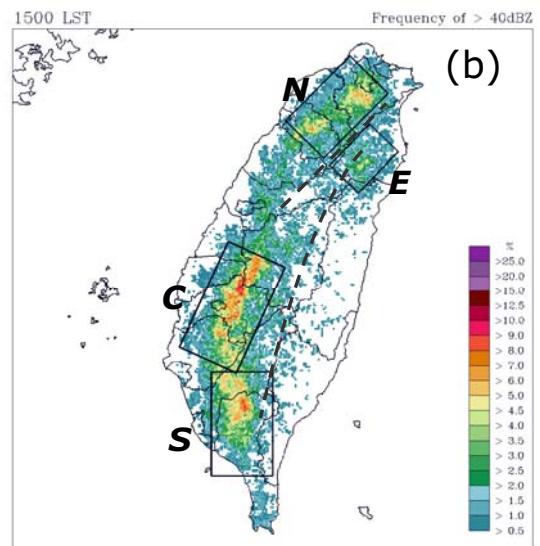 1500 LST
Frequency of > 40dBZ
(b)
N
E
C
S
%
>25.0
>20.0
>15.0
>12.5
>10.0
> 9.0
> 8.0
> 7.0
> 6.0
> 5.0
> 4.5
> 4.0
> 3.5
> 3.0
> 2.5
> 2.0
> 1.5
> 1.0
> 0.5